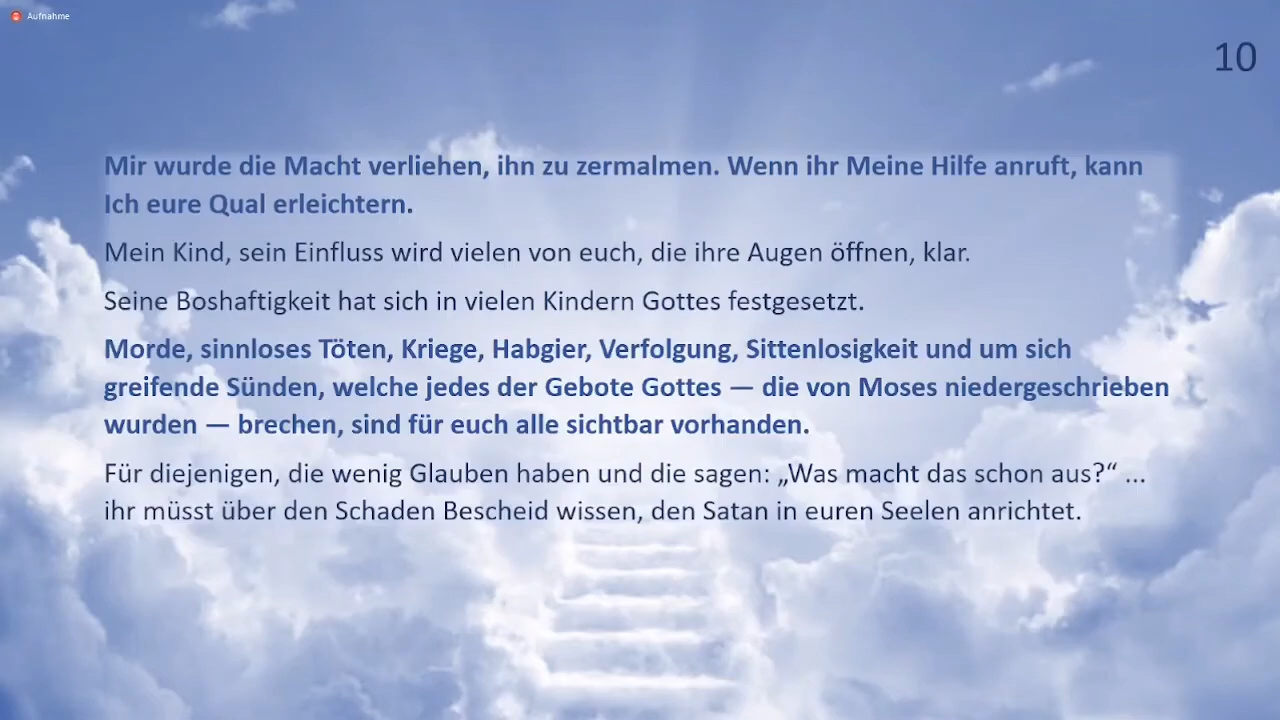 Aufnahme
10
Mir wurde die Macht verliehen, ihn zu zermalmen. Wenn ihr Meine Hilfe anruft, kann
Ich eure Qual erleichtern.
Mein Kind, sein Einfluss wird vielen von euch, die ihre Augen öffnen, klar.
Seine Boshaftigkeit hat sich in vielen Kindern Gottes festgesetzt.
Morde, sinnloses Töten, Kriege, Habgier, Verfolgung, Sittenlosigkeit und um sich
greifende Sünden, welche jedes der Gebote Gottes — die von Moses niedergeschrieben
wurden — brechen, sind für euch alle sichtbar vorhanden.
Für diejenigen, die wenig Glauben haben und die sagen: „Was macht das schon aus?“ ...
ihr müsst über den Schaden Bescheid wissen, den Satan in euren Seelen anrichtet.